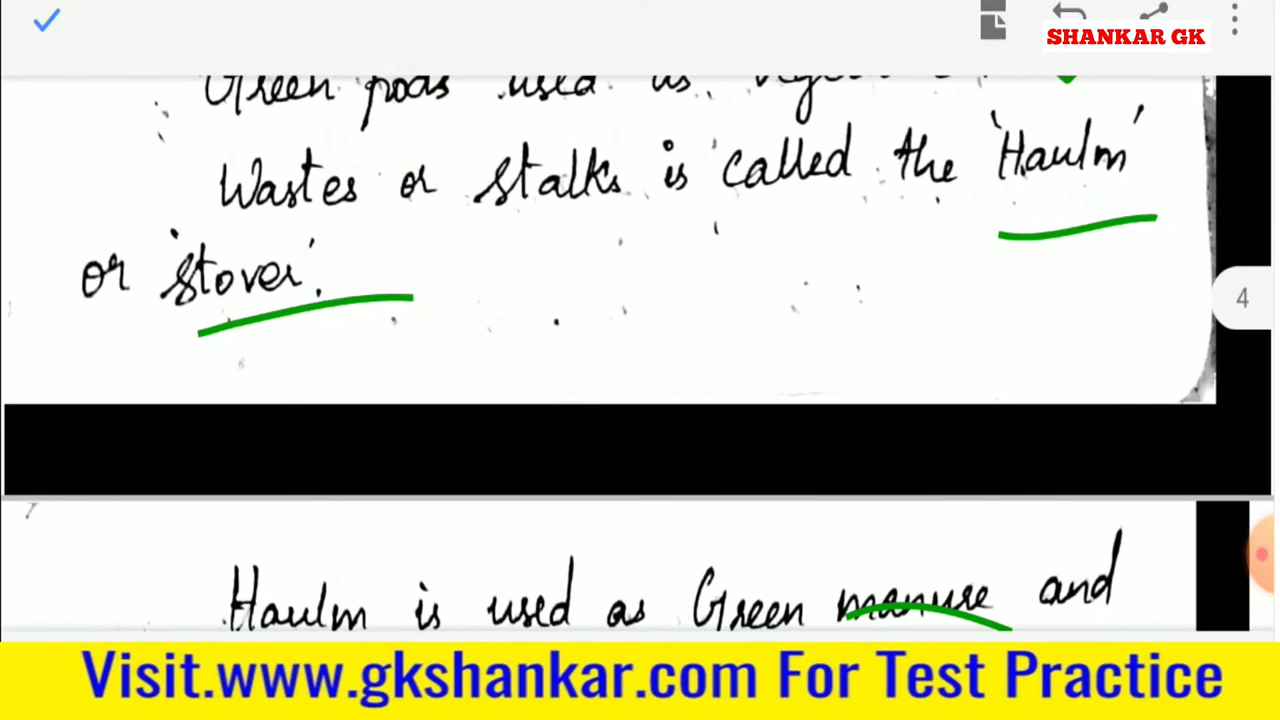 SHANKAR GK
Green pods used as
Wastes or stalks is called the 'Haulm'
or 'stover'.
4
Haulm is used as Green manure and
Visit.www.gkshankar.com For Test Practice